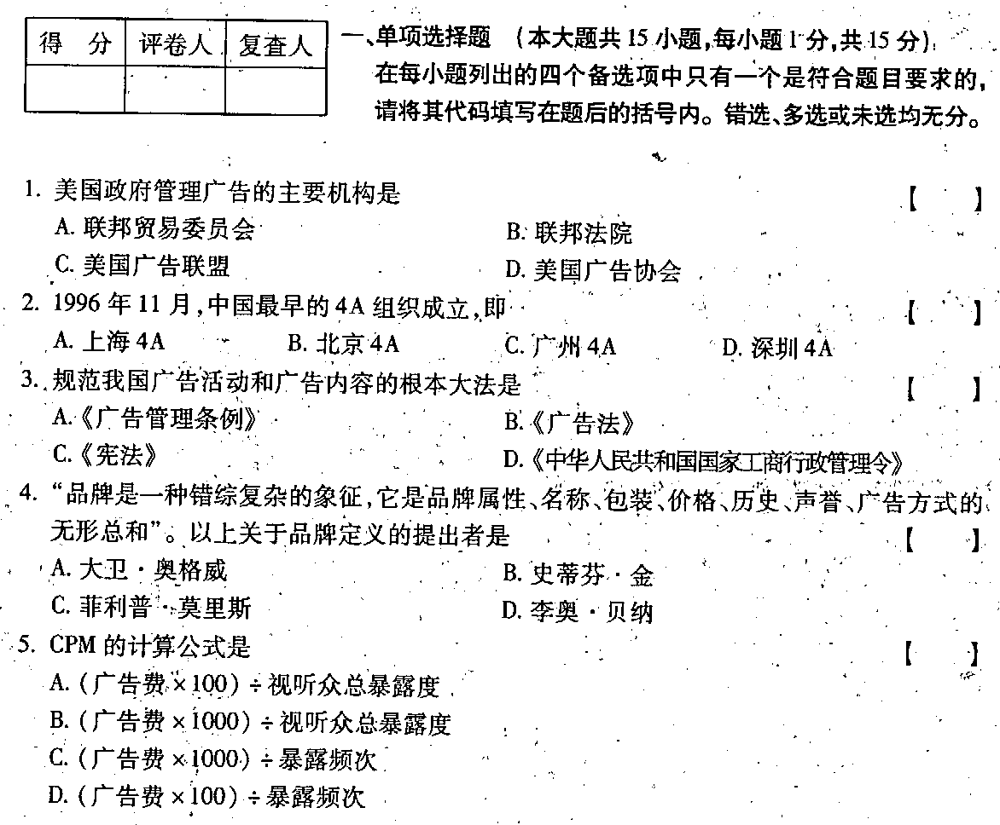 得 分 评卷人 复查人
一、单项选择题 (本大题共 15 小题,每小题 1 分,共 15 分)
在每小题列出的四个备选项中只有一个是符合题目要求的,
请将其代码填写在题后的括号内。错选、多选或未选均无分。
1. 美国政府管理广告的主要机构是 【 】
A. 联邦贸易委员会 B. 联邦法院
C. 美国广告联盟 D. 美国广告协会
2. 1996 年 11 月,中国最早的 4A 组织成立,即 【 】
A. 上海 4A B. 北京 4A C. 广州 4A D. 深圳 4A
3. 规范我国广告活动和广告内容的根本大法是 【 】
A.《广告管理条例》 B.《广告法》
C.《宪法》 D.《中华人民共和国国家工商行政管理令》
4. “品牌是一种错综复杂的象征,它是品牌属性、名称、包装、价格、历史、声誉、广告方式的
无形总和”。以上关于品牌定义的提出者是 【 】
A. 大卫·奥格威 B. 史蒂芬·金
C. 菲利普·莫里斯 D. 李奥·贝纳
5. CPM 的计算公式是 【 】
A. (广告费×100)÷视听众总暴露度
B. (广告费×1000)÷视听众总暴露度
C. (广告费×1000)÷暴露频次
D. (广告费×100)÷暴露频次